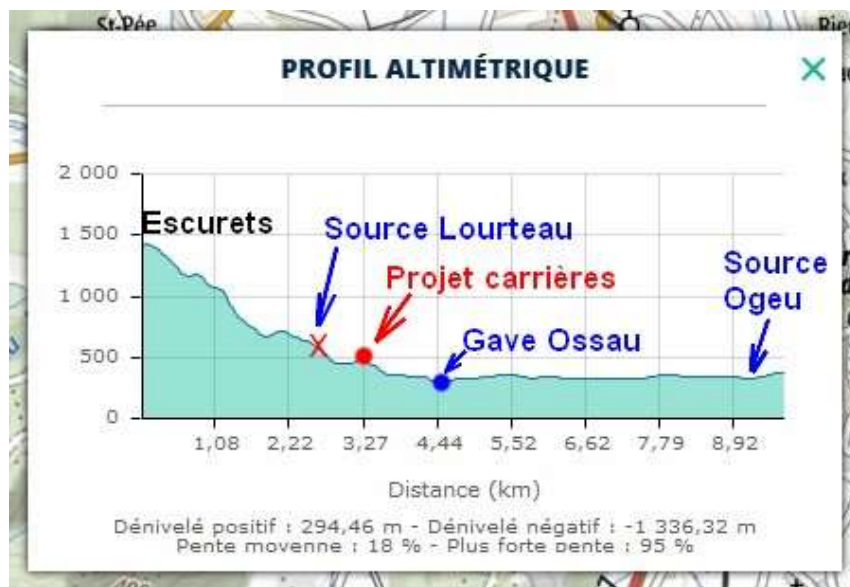 St-Pée
PROFIL ALTIMÉTRIQUE
2 000
1 500
1 000
500
0
Escurets
Source Lourteau
Projet carrières
Gave Ossau
Source
Ogeu
1,08 2,22 3,27 4,44 5,52 6,62 7,79 8,92
Distance (km)
Dénivelé positif : 294,46 m - Dénivelé négatif : -1 336,32 m
Pente moyenne : 18 % - Plus forte pente : 95 %